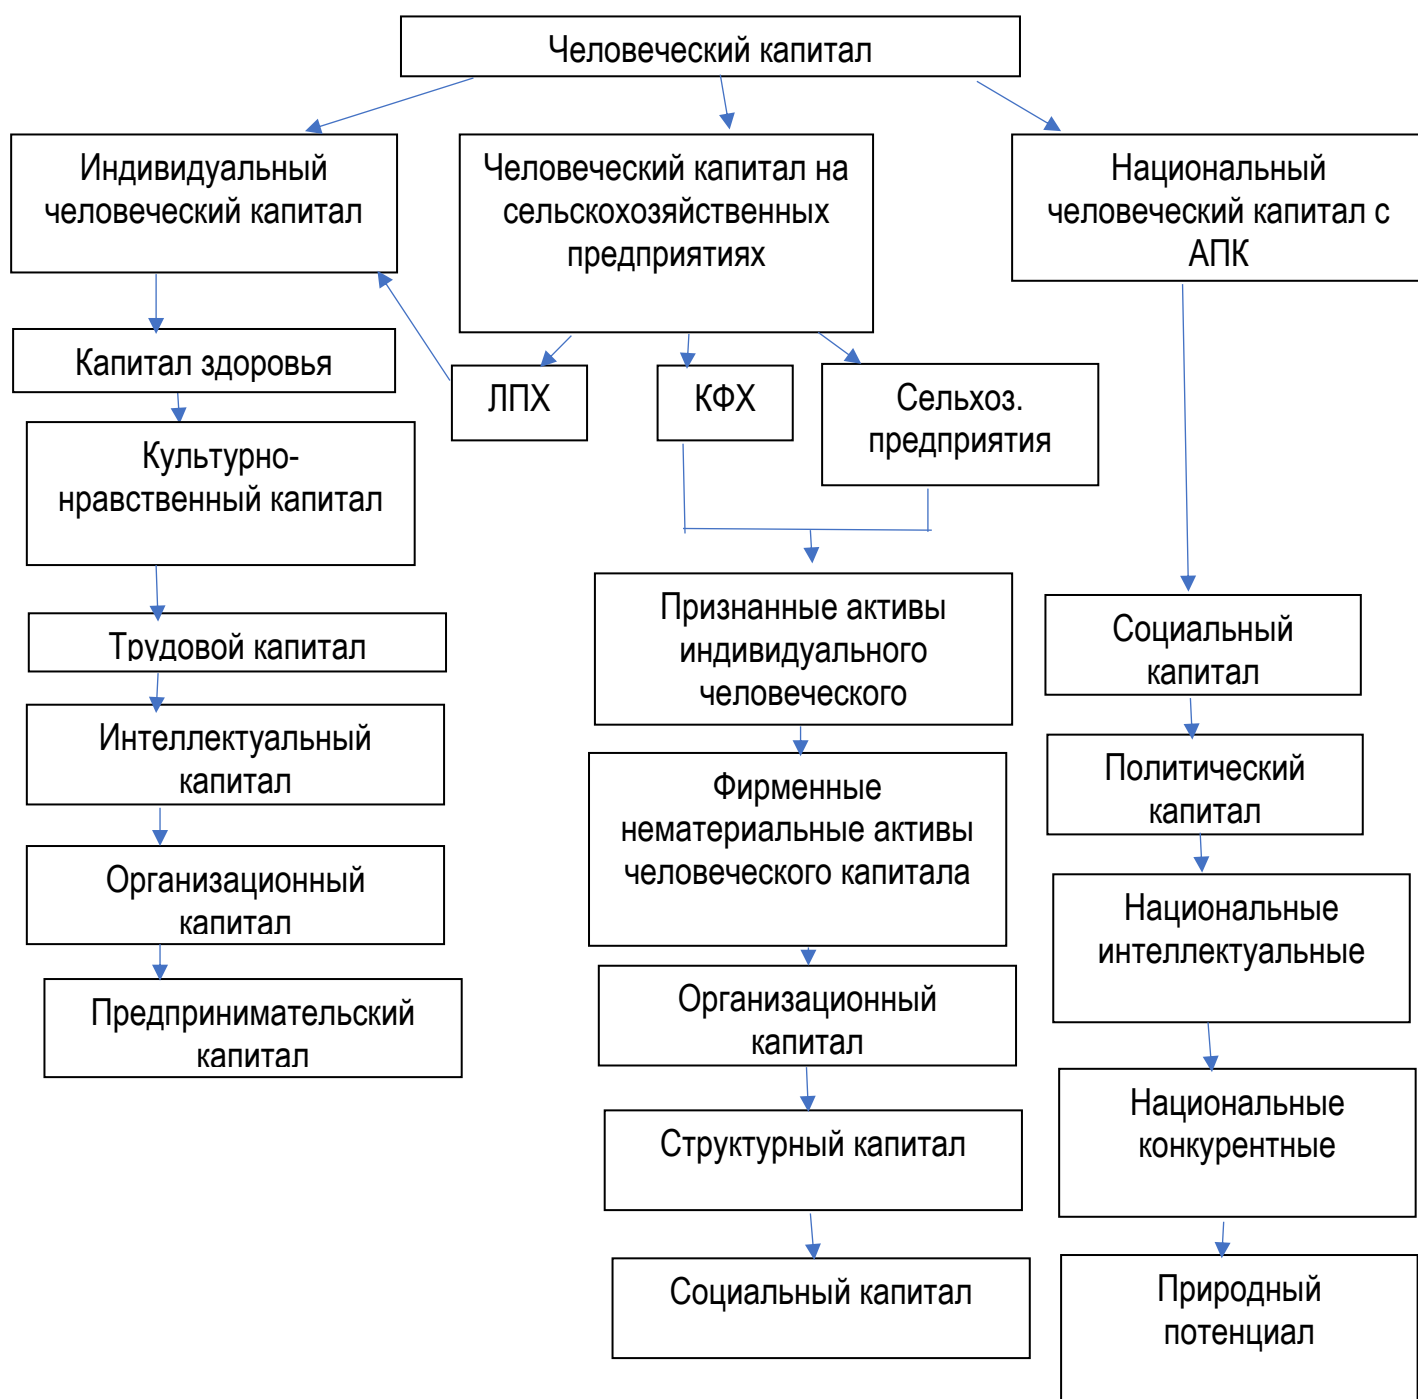 Человеческий капитал
Индивидуальный
человеческий капитал
Человеческий капитал на
сельскохозяйственных
предприятиях
Национальный
человеческий капитал с
АПК
Капитал здоровья
ЛПХ
КФХ
Сельхоз.
предприятия
Культурно-
нравственный капитал
Трудовой капитал
Интеллектуальный
капитал
Организационный
капитал
Предпринимательский
капитал
Признанные активы
индивидуального
человеческого
Фирменные
нематериальные активы
человеческого капитала
Организационный
капитал
Структурный капитал
Социальный капитал
Социальный
капитал
Политический
капитал
Национальные
интеллектуальные
Национальные
конкурентные
Природный
потенциал